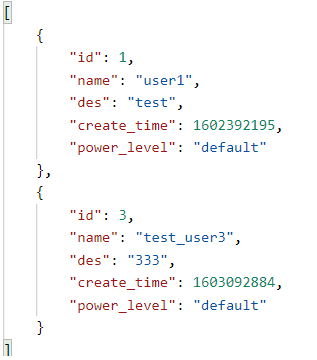 [
    {
        "id": 1,
        "name": "user1",
        "des": "test",
        "create_time": 1602392195,
        "power_level": "default"
    },
    {
        "id": 3,
        "name": "test_user3",
        "des": "333",
        "create_time": 1603092884,
        "power_level": "default"
    }
]